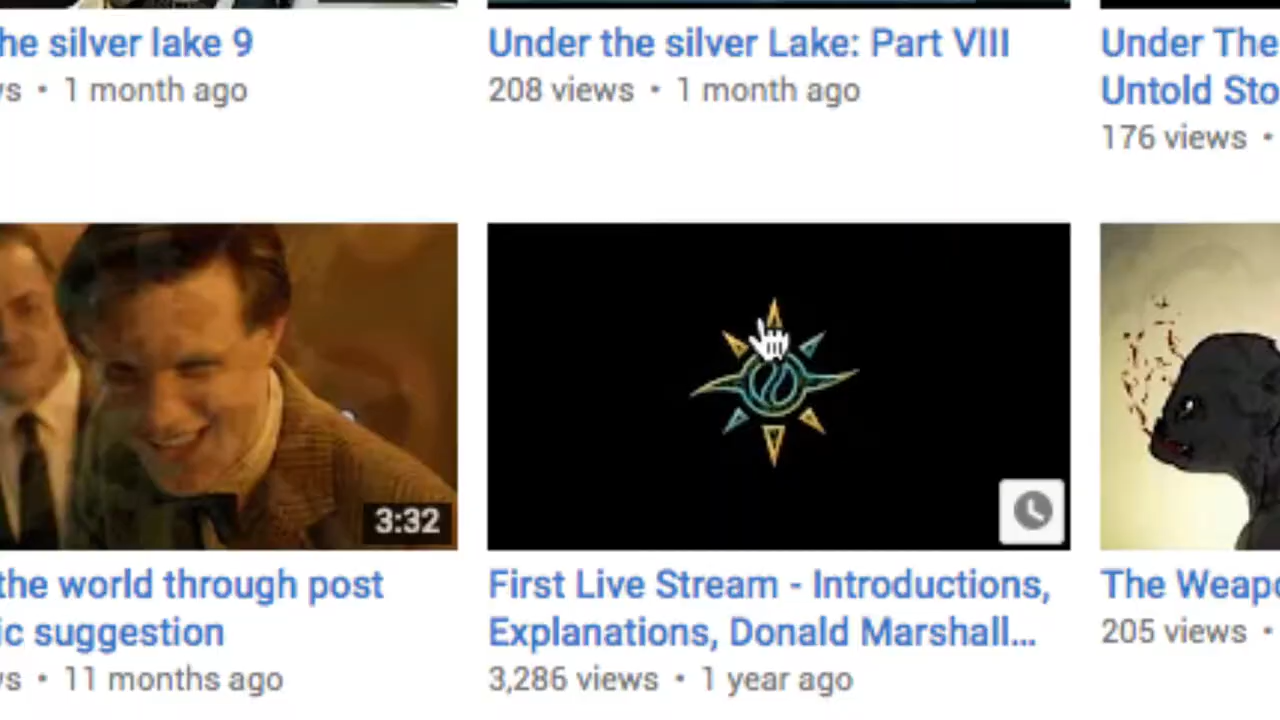 he silver lake 9
Under the silver Lake: Part VIII
Under The
vs • 1 month ago
208 views • 1 month ago
Untold Sto
176 views •
3:32
the world through post
First Live Stream - Introductions,
The Weap
ic suggestion
Explanations, Donald Marshall...
205 views •
vs • 11 months ago
3,286 views • 1 year ago